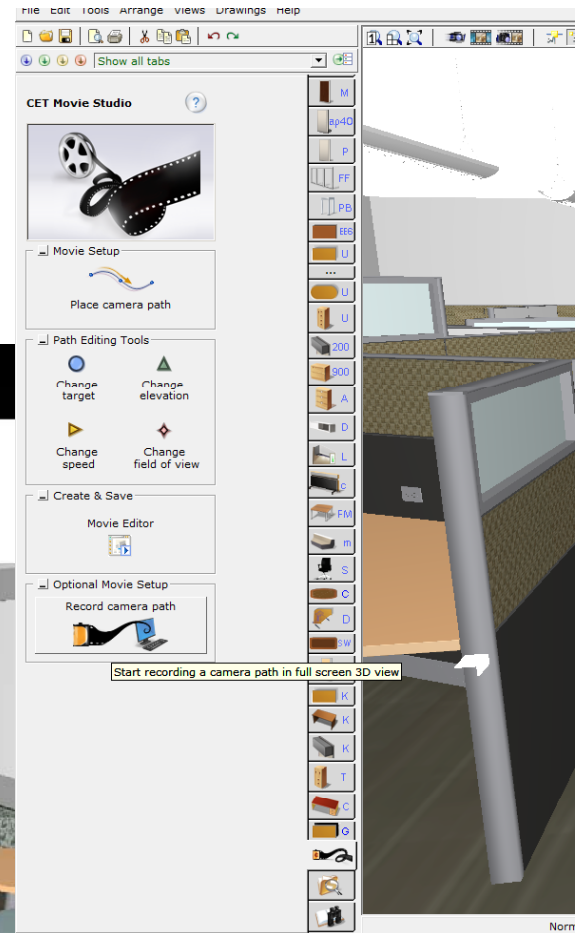 File Edit Tools Arrange Views Drawings Help
Show all tabs
CET Movie Studio
?
Movie Setup
Place camera path
Path Editing Tools
Change target
Change elevation
Change speed
Change field of view
Create & Save
Movie Editor
Optional Movie Setup
Record camera path
Start recording a camera path in full screen 3D view
M
ap40
P
FF
PB
EE6
U
...
U
U
200
900
A
D
L
c
FM
m
S
C
D
SW
K
K
K
T
C
G
1
Norm